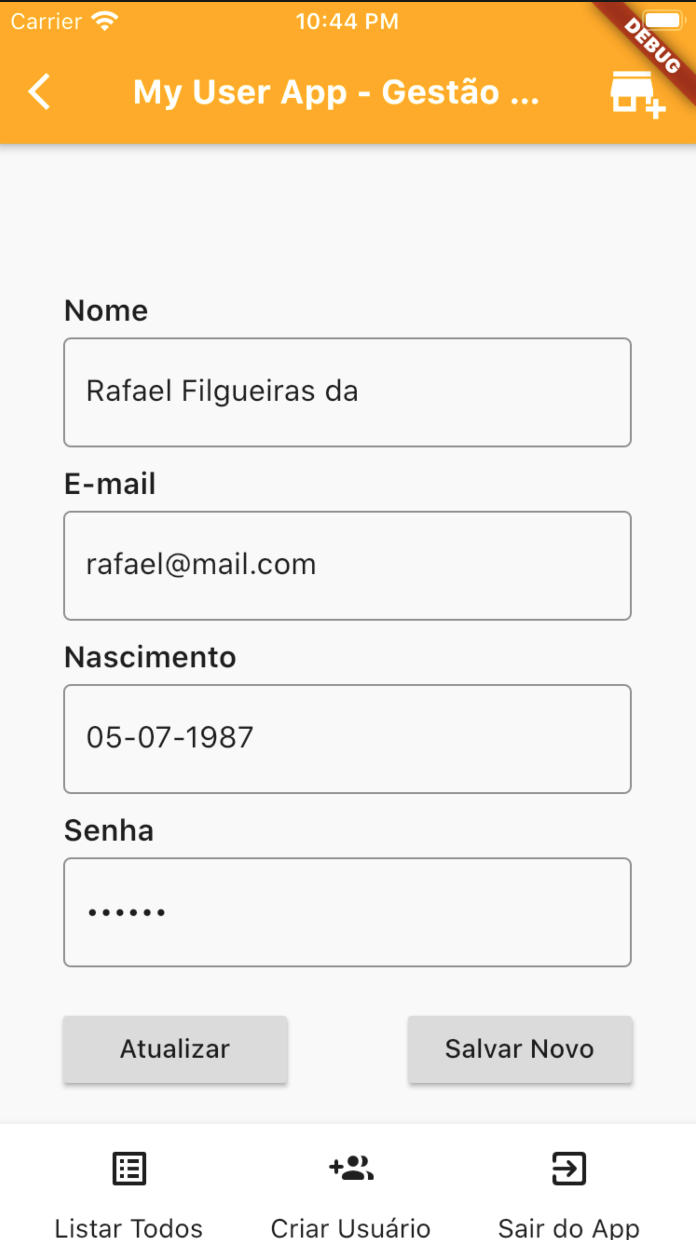 Carrier 10:44 PM
DEBUG
My User App - Gestão ...
Nome
Rafael Filgueiras da
E-mail
rafael@mail.com
Nascimento
05-07-1987
Senha
••••••
Atualizar Salvar Novo
Listar Todos Criar Usuário Sair do App